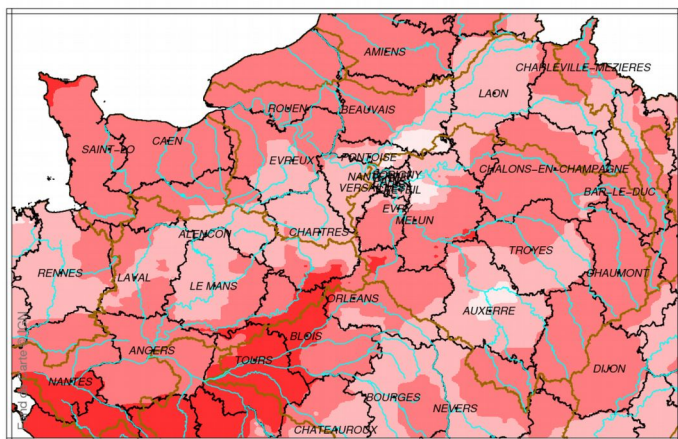 AMIENS
CHARLEVILLE-MEZIERES
LAON
ROUEN
BEAUVAIS
CAEN
SAINT-LO
EVREUX
PONTOISE
CHALONS-EN-CHAMPAGNE
BAR-LE-DUC
EVRY
MELUN
ALENCON
CHARTRES
TROYES
RENNES
LAVAL
LE MANS
CHAUMONT
ORLEANS
AUXERRE
BLOIS
ANGERS
TOURS
DIJON
NANTES
BOURGES
NEVERS
CHATEAUROUX